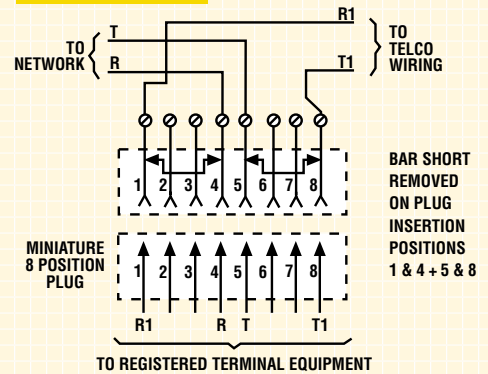 R1
T
TO
NETWORK
R
TO
TELCO
WIRING
T1
1 2 3 4 5 6 7 8
BAR SHORT
REMOVED
ON PLUG
INSERTION
POSITIONS
1 & 4 + 5 & 8
MINIATURE
8 POSITION
PLUG
1 2 3 4 5 6 7 8
R1 R T T1
TO REGISTERED TERMINAL EQUIPMENT